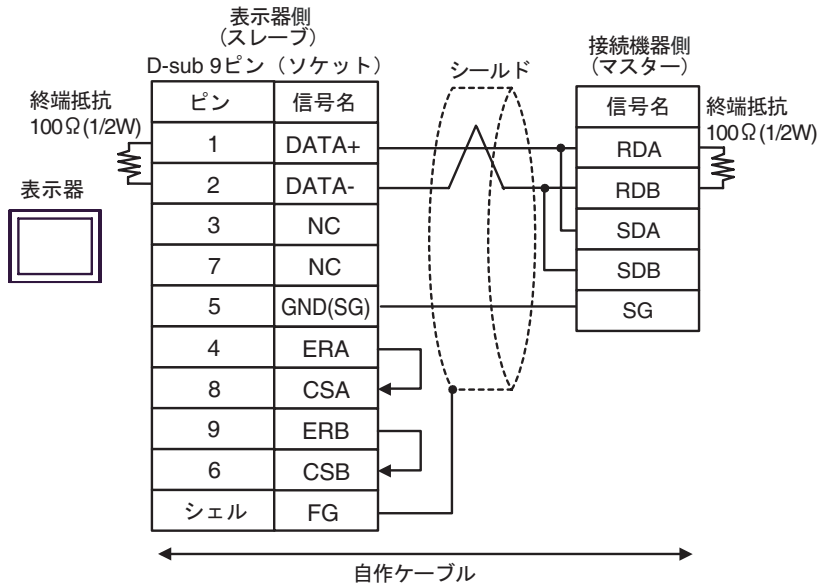 表示器側
（スレーブ）
D-sub 9ピン（ソケット）
シールド
接続機器側
（マスター）
終端抵抗
100Ω(1/2W)
表示器
ピン 信号名
1 DATA+
2 DATA-
3 NC
7 NC
5 GND(SG)
4 ERA
8 CSA
9 ERB
6 CSB
シェル FG
信号名
RDA
RDB
SDA
SDB
SG
終端抵抗
100Ω(1/2W)
自作ケーブル